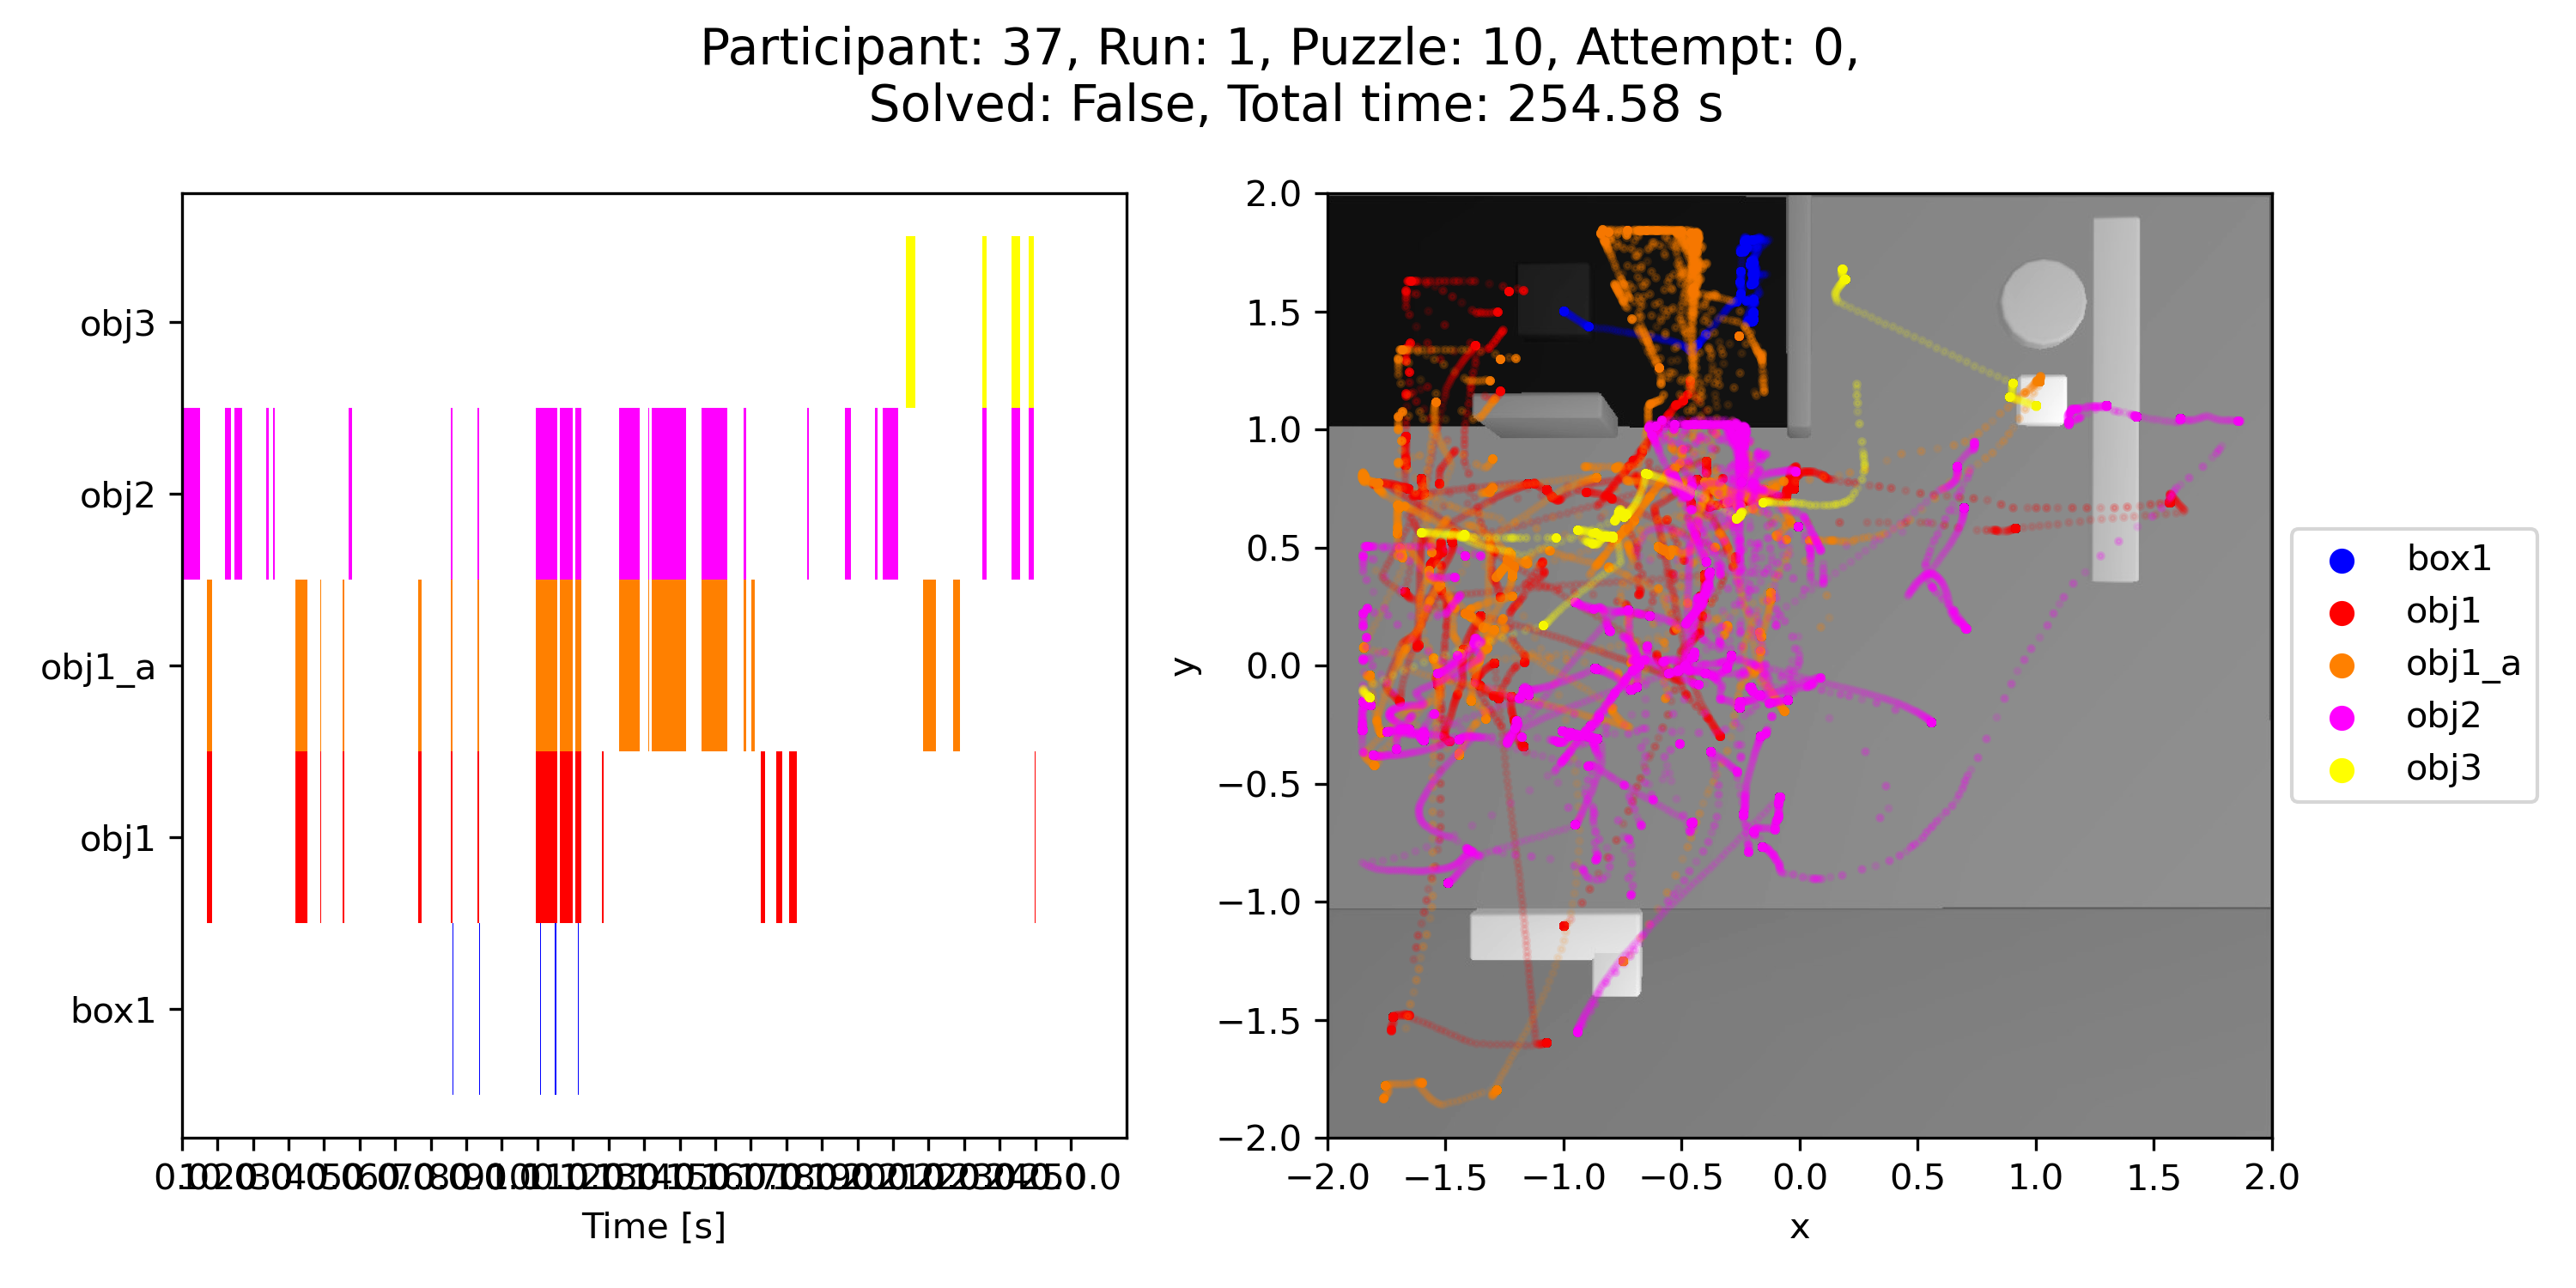 Participant: 37, Run: 1, Puzzle: 10, Attempt: 0,
Solved: False, Total time: 254.58 s
obj3
obj2
obj1_a
obj1
box1
Time [s]
2.0
1.5
1.0
0.5
0.0
−0.5
−1.0
−1.5
−2.0
y
−2.0 −1.5 −1.0 −0.5 0.0 0.5 1.0 1.5 2.0
x
box1
obj1
obj1_a
obj2
obj3